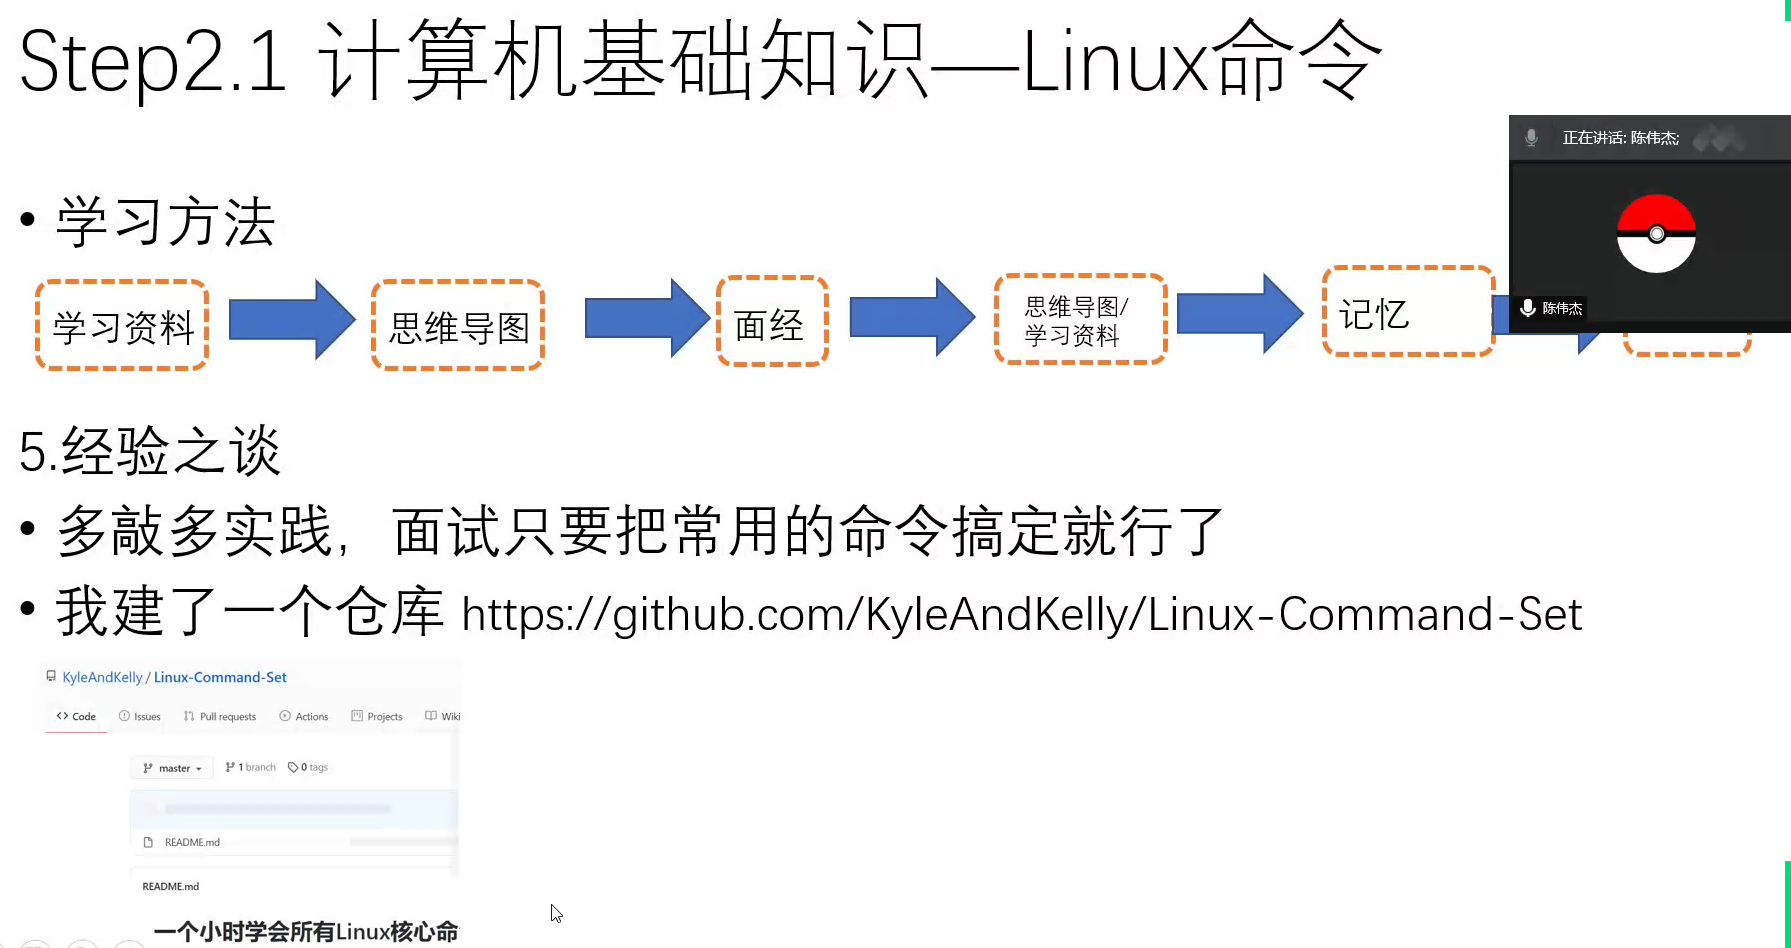 Step2.1 计算机基础知识—Linux命令
正在讲话: 陈伟杰;
• 学习方法
学习资料
思维导图
面经
思维导图/
学习资料
记忆
陈伟杰
5.经验之谈
• 多敲多实践，面试只要把常用的命令搞定就行了
• 我建了一个仓库 https://github.com/KyleAndKelly/Linux-Command-Set
KyleAndKelly / Linux-Command-Set
Code Issues Pull requests Actions Projects Wiki
master 1 branch 0 tags
README.md
README.md
一个小时学会所有Linux核心命